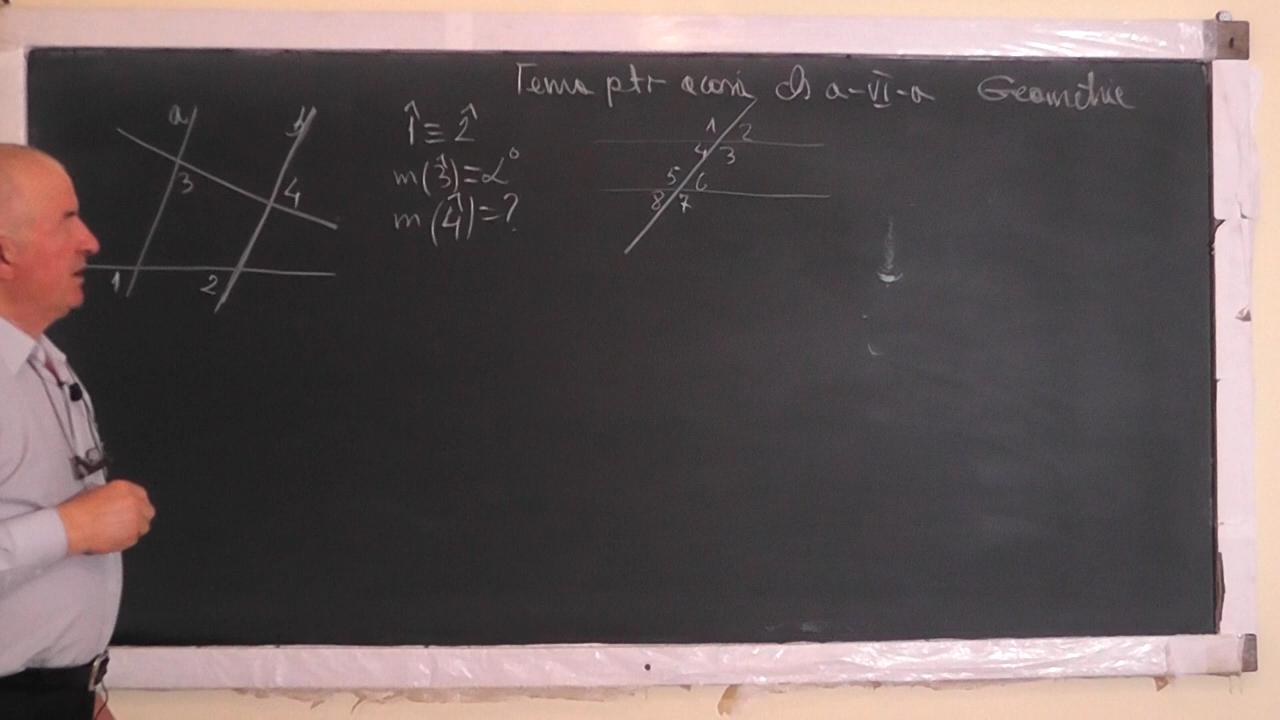 Tema ptr acasă cls a-VI-a Geometrie
a
3
4
1
2
1̂ ≡ 2̂
m(3̂)=α°
m(4̂)=?
1 2
4 3
5 6
8 7